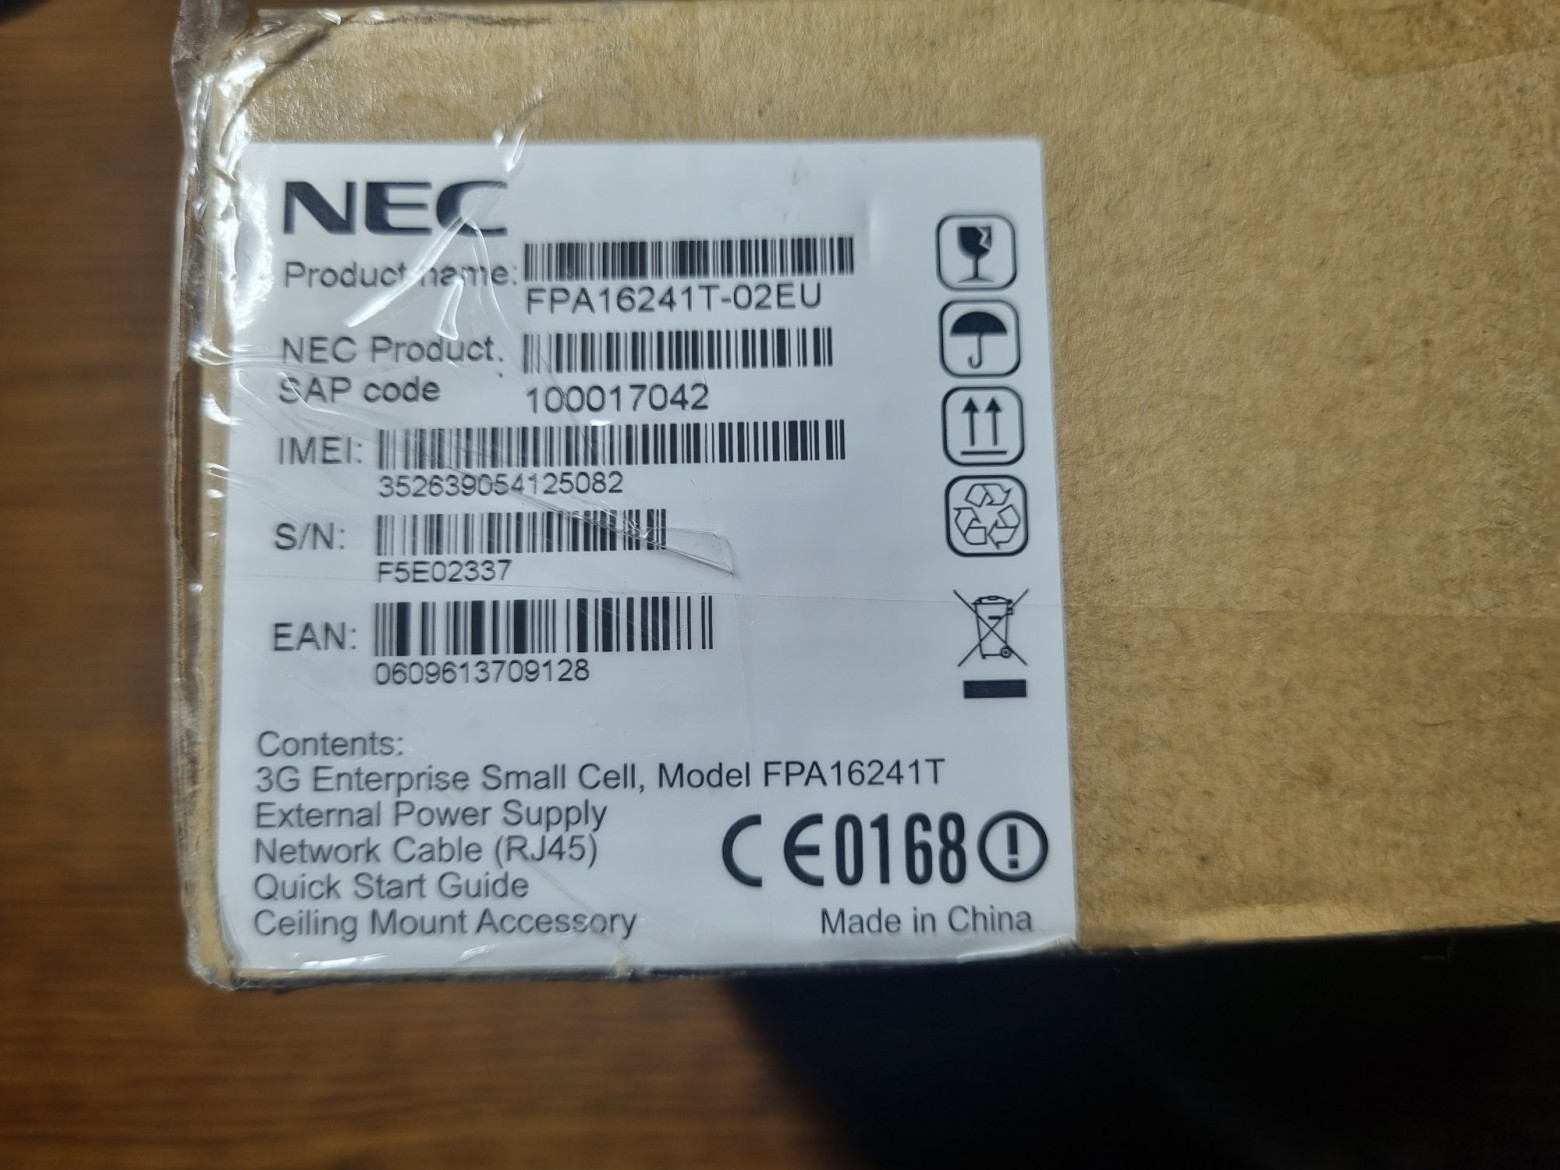 NEC
Product name:
FPA16241T-02EU
NEC Product.
SAP code
100017042
IMEI:
352639054125082
S/N:
F5E02337
EAN:
0609613709128
Contents:
3G Enterprise Small Cell, Model FPA16241T
External Power Supply
Network Cable (RJ45)
Quick Start Guide
Ceiling Mount Accessory
CE0168!
Made in China